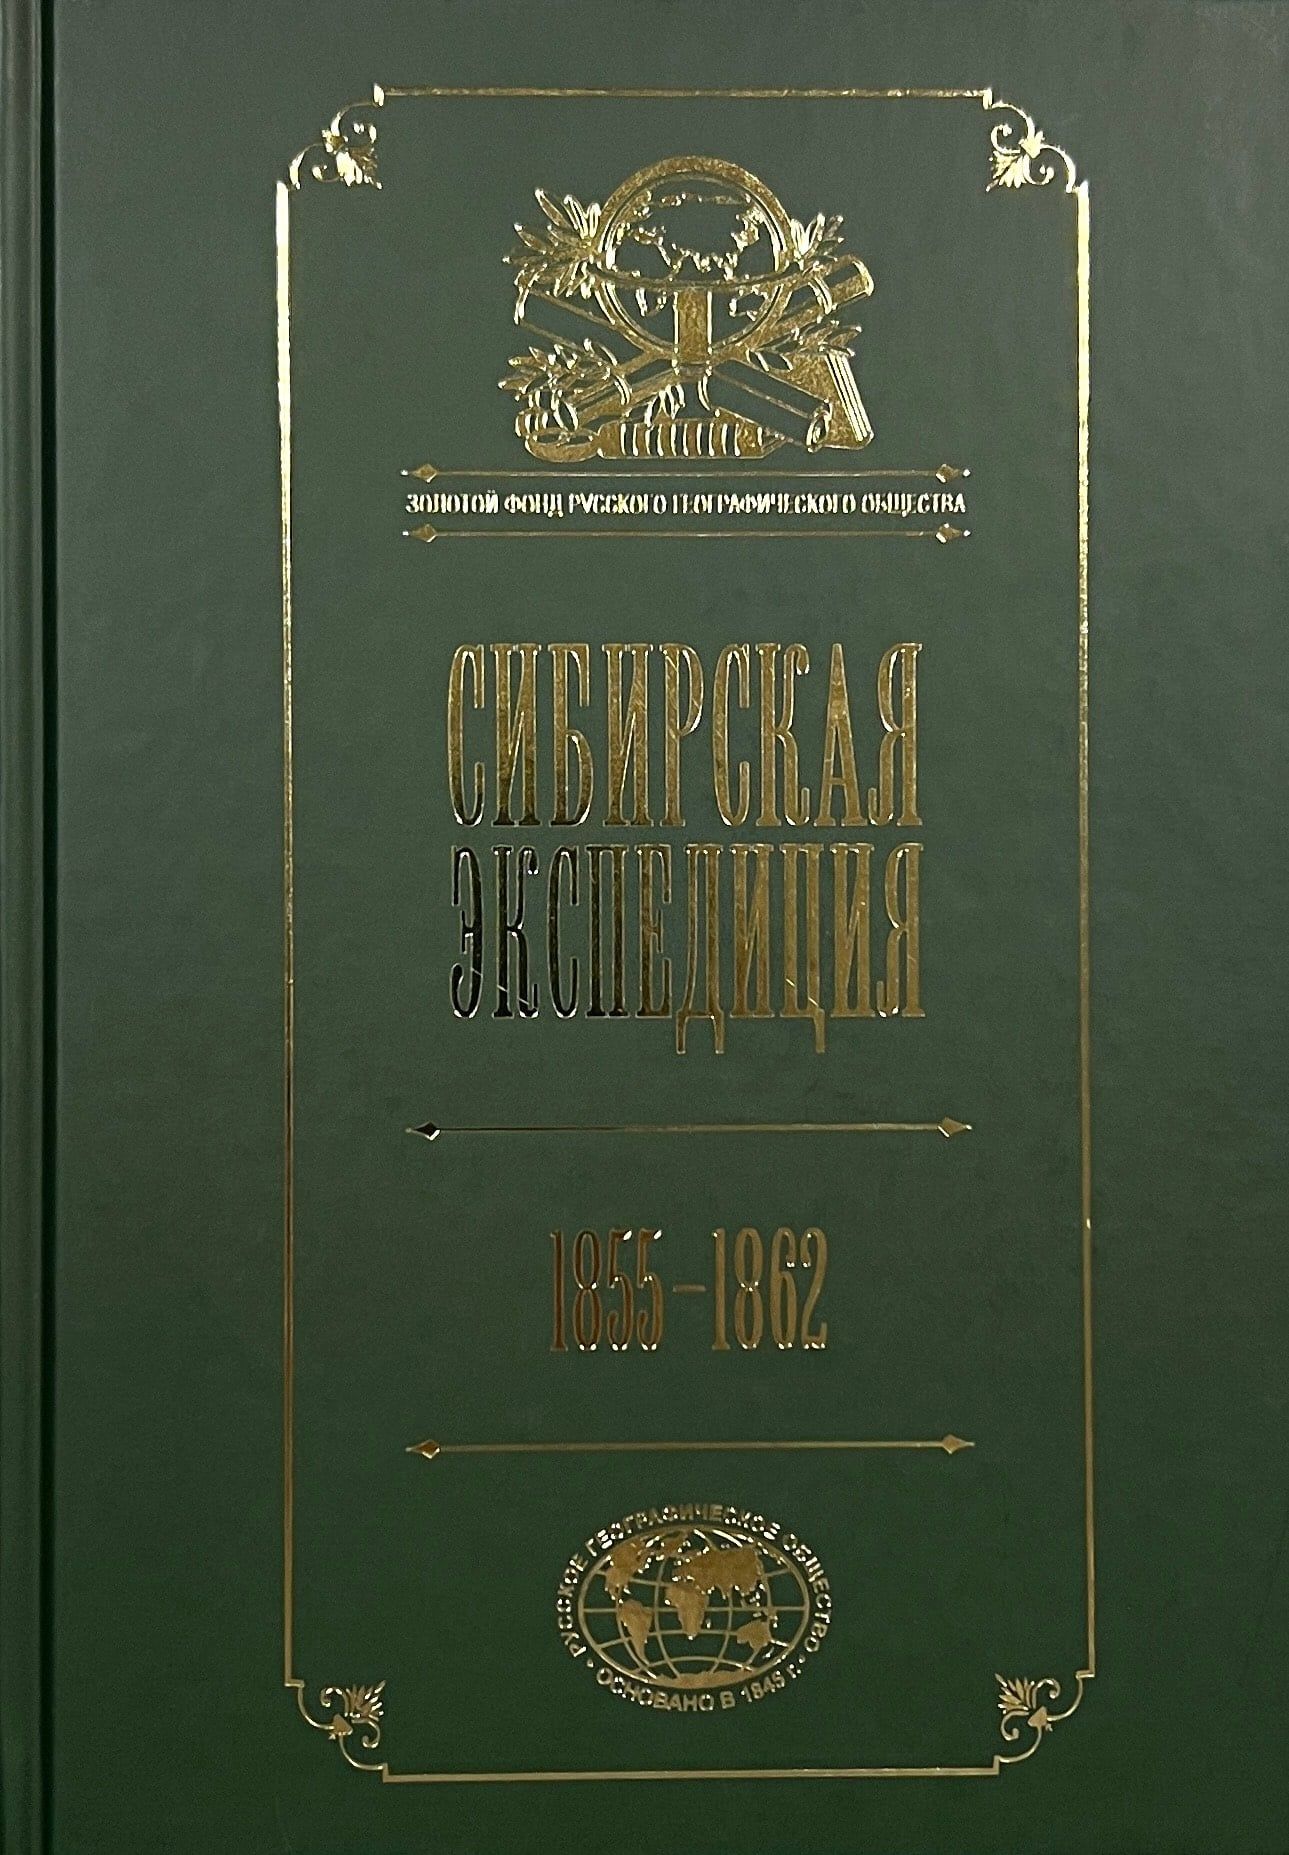 ЗОЛОТОЙ ФОНД РУССКОГО ГЕОГРАФИЧЕСКОГО ОБЩЕСТВА
СИБИРСКАЯ
ЭКСПЕДИЦИЯ
1855–1862
• РУССКОЕ ГЕОГРАФИЧЕСКОЕ ОБЩЕСТВО •
ОСНОВАНО В 1845 Г.